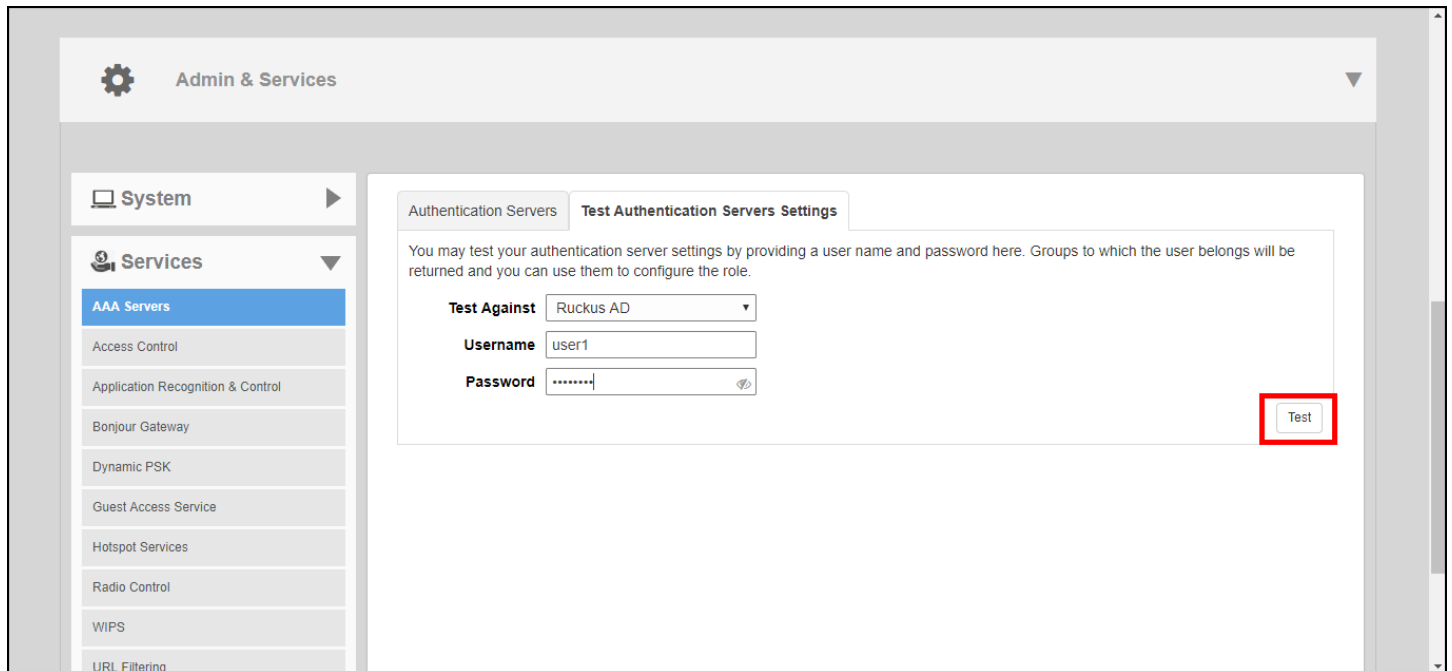 Admin & Services
System
Services
AAA Servers
Access Control
Application Recognition & Control
Bonjour Gateway
Dynamic PSK
Guest Access Service
Hotspot Services
Radio Control
WIPS
URL Filtering
Authentication Servers
Test Authentication Servers Settings
You may test your authentication server settings by providing a user name and password here. Groups to which the user belongs will be
returned and you can use them to configure the role.
Test Against Ruckus AD
Username user1
Password ••••••••
Test